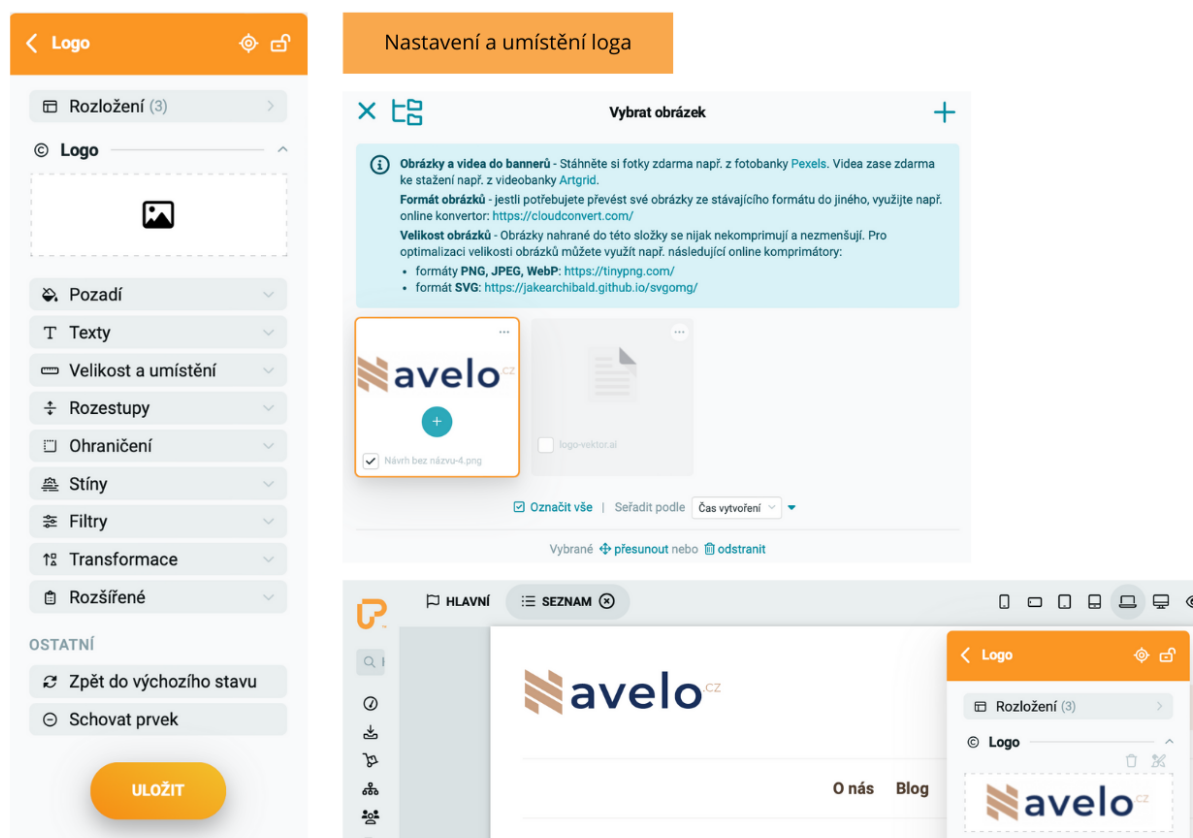 Logo
Rozložení (3)
© Logo
Pozadí
Texty
Velikost a umístění
Rozestupy
Ohraničení
Stíny
Filtry
Transformace
Rozšířené
OSTATNÍ
Zpět do výchozího stavu
Schovat prvek
ULOŽIT
Nastavení a umístění loga
Vybrat obrázek
Obrázky a videa do bannerů - Stáhněte si fotky zdarma např. z fotobanky Pexels. Videa zase zdarma
ke stažení např. z videobanky Artgrid.
Formát obrázků - jestli potřebujete převést své obrázky ze stávajícího formátu do jiného, využijte např.
online konvertor: https://cloudconvert.com/
Velikost obrázků - Obrázky nahrané do této složky se nijak nekomprimují a nezmenšují. Pro
optimalizaci velikosti obrázků můžete využít např. následující online komprimátory:
• formáty PNG, JPEG, WebP: https://tinypng.com/
• formát SVG: https://jakearchibald.github.io/svgomg/
avelo.cz
Návrh bez názvu-4.png
logo-vektor.ai
Označit vše | Seřadit podle Čas vytvoření
Vybrané přesunout nebo odstranit
HLAVNÍ SEZNAM
avelo.cz
O nás Blog
Logo
Rozložení (3)
© Logo
avelo.cz